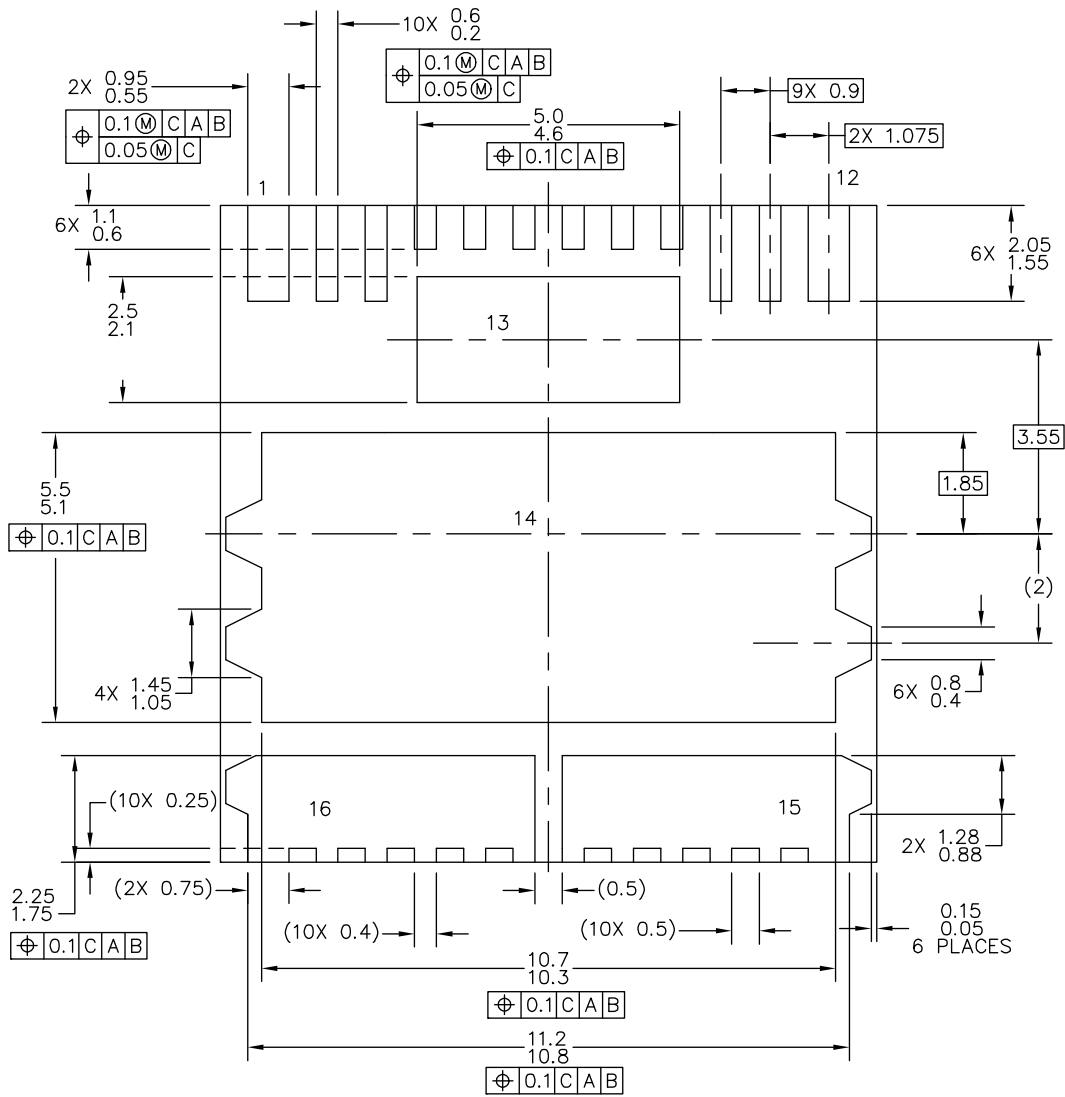 10X 0.6
0.2
0.1 Ⓜ C A B
0.05 Ⓜ C
2X 0.95
0.55
0.1 Ⓜ C A B
0.05 Ⓜ C
9X 0.9
2X 1.075
5.0
4.6
⌖ 0.1 C A B
1
12
6X 1.1
0.6
6X 2.05
1.55
2.5
2.1
13
3.55
1.85
5.5
5.1
⌖ 0.1 C A B
14
(2)
4X 1.45
1.05
6X 0.8
0.4
(10X 0.25)
16
15
2X 1.28
0.88
2.25
1.75
⌖ 0.1 C A B
(2X 0.75)
(0.5)
(10X 0.4)
(10X 0.5)
0.15
0.05
6 PLACES
10.7
10.3
⌖ 0.1 C A B
11.2
10.8
⌖ 0.1 C A B